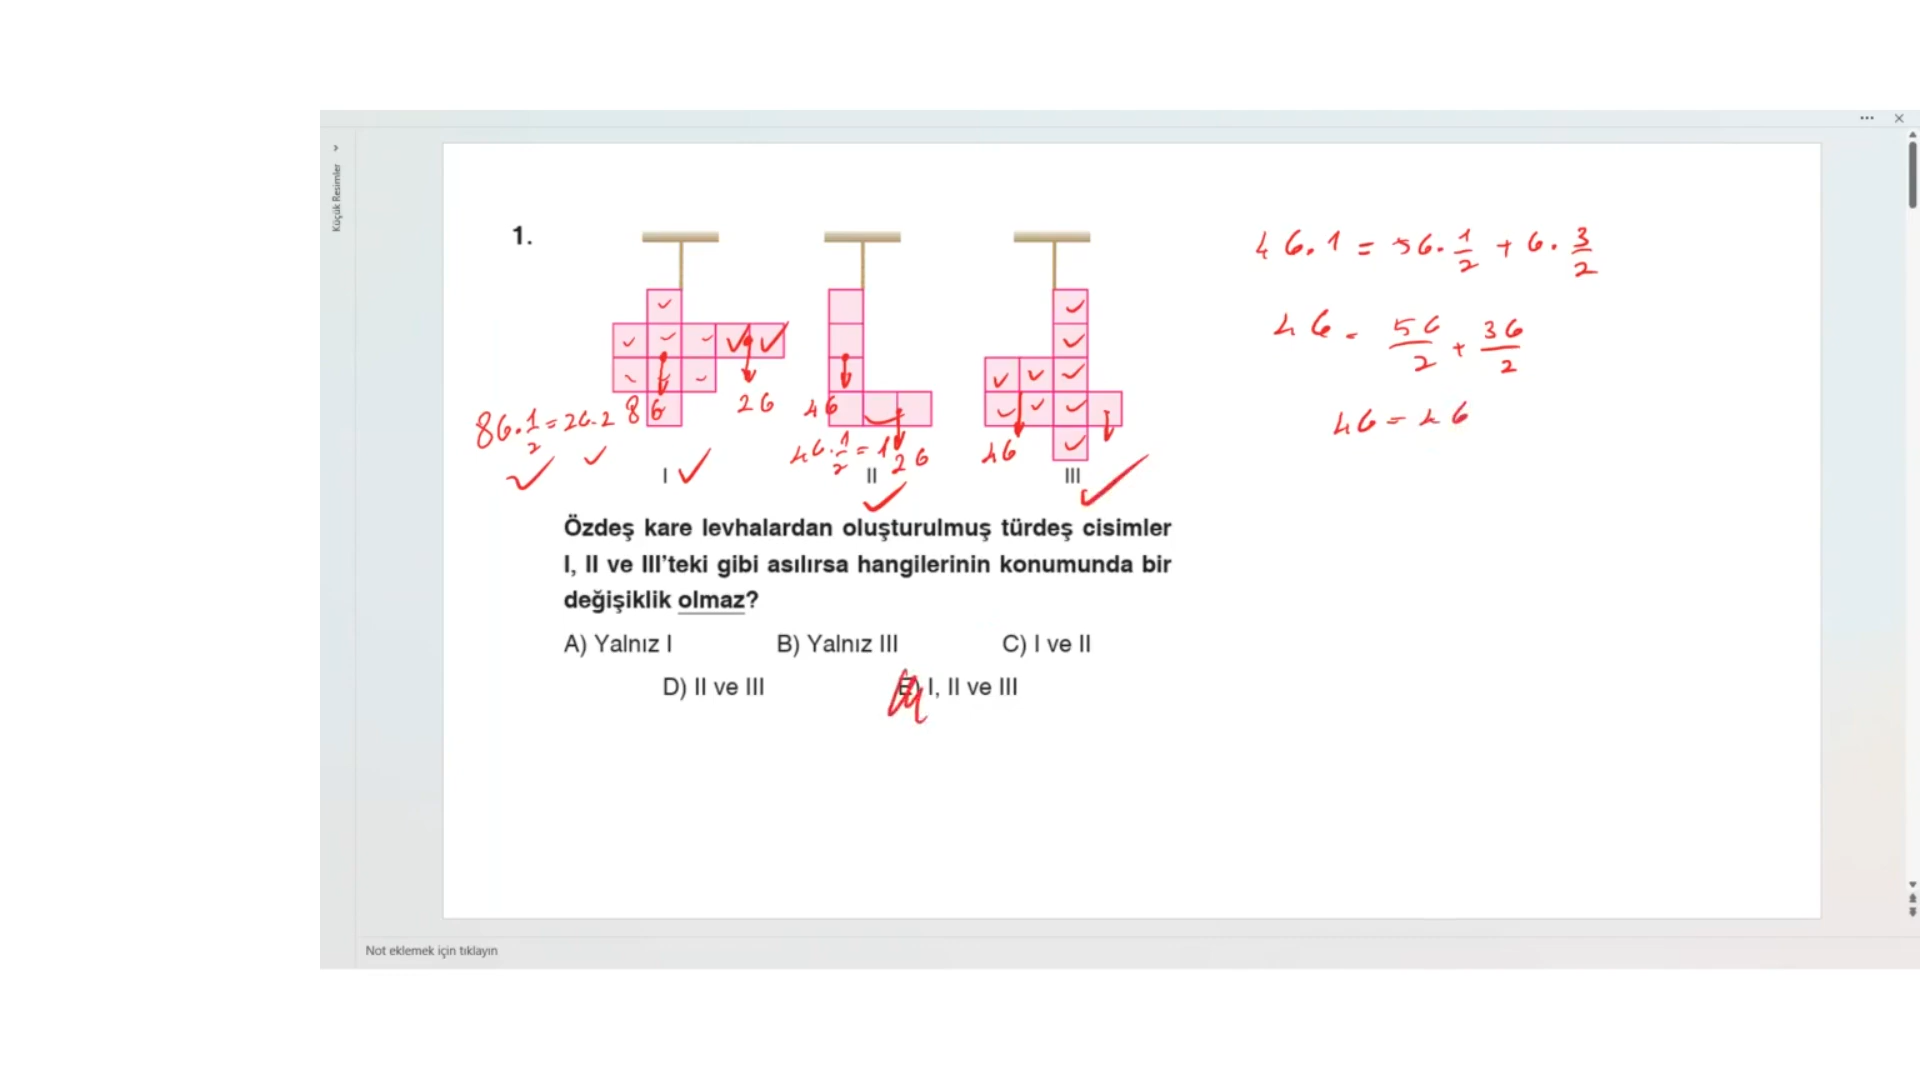 Küçük Resimler
1.
4G.1 = 5G.1/2 + G.3/2
4G = 5G/2 + 3G/2
4G = 4G
8G.1/2 = 2G.2
8G
2G
4G
4G.1/2 = 1
2G
4G
I
II
III
Özdeş kare levhalardan oluşturulmuş türdeş cisimler
I, II ve III'teki gibi asılırsa hangilerinin konumunda bir
değişiklik olmaz?
A) Yalnız I B) Yalnız III C) I ve II
D) II ve III E) I, II ve III
Not eklemek için tıklayın